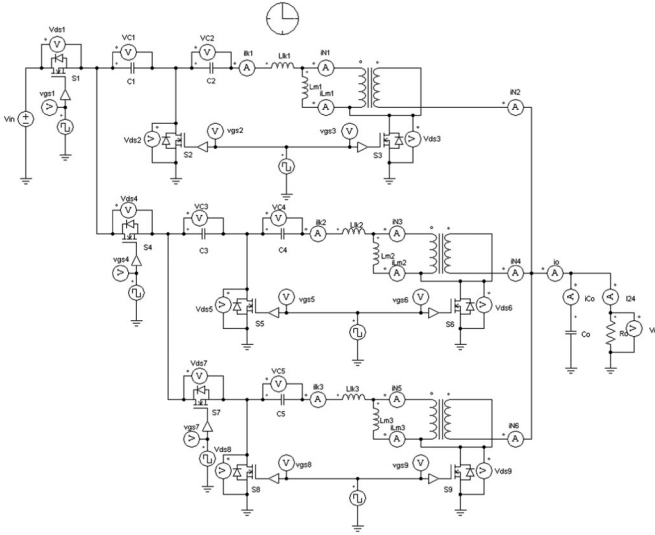 Vds1
S1
VC1
C1
VC2
C2
ilk1
Llk1
iN1
Lm1
iLm1
iN2
vgs1
Vin
Vds2
S2
vgs2
vgs3
S3
Vds3
Vds4
S4
VC3
C3
VC4
C4
ilk2
Llk2
iN3
Lm2
iLm2
iN4
io
vgs4
Vds5
S5
vgs5
vgs6
S6
Vds6
iCo
I24
Co
Ro
Vds7
S7
VC5
C5
ilk3
Llk3
iN5
Lm3
iLm3
iN6
vgs7
Vds8
S8
vgs8
vgs9
S9
Vds9